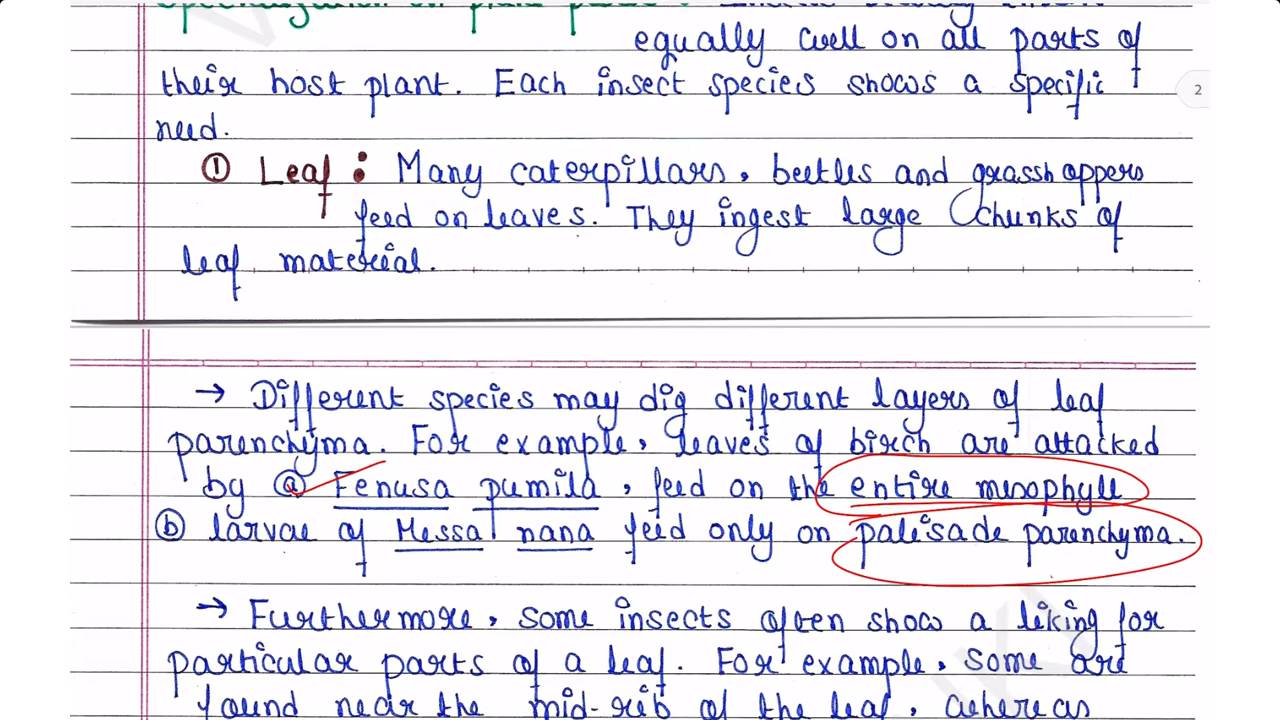 equally well on all parts of
their host plant. Each insect species shows a specific
need.
2
① Leaf : Many caterpillars, beetles and grasshoppers
feed on leaves. They ingest large chunks of
leaf material.
→ Different species may dig different layers of leaf
parenchyma. For example, leaves of birch are attacked
by ⓐ Fenusa pumila, feed on the entire mesophyll
ⓑ larvae of Messa nana feed only on palisade parenchyma.
→ Furthermore, some insects often show a liking for
particular parts of a leaf. For example, some are
found near the mid-rib of the leaf, whereas